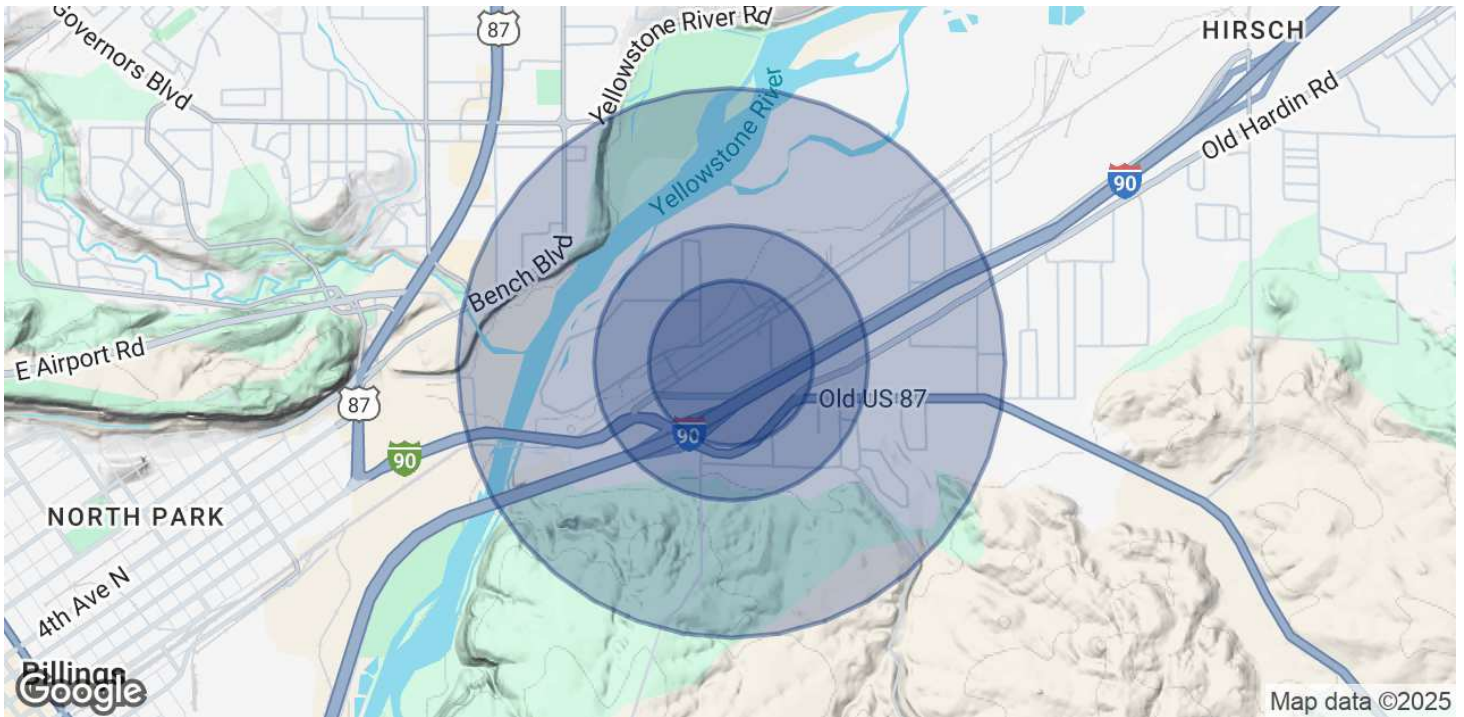 Governors Blvd
87
Yellowstone River Rd
HIRSCH
Yellowstone River
Old Hardin Rd
90
Bench Blvd
E Airport Rd
87
Old US 87
90
90
NORTH PARK
4th Ave N
Billings
Google
Map data ©2025